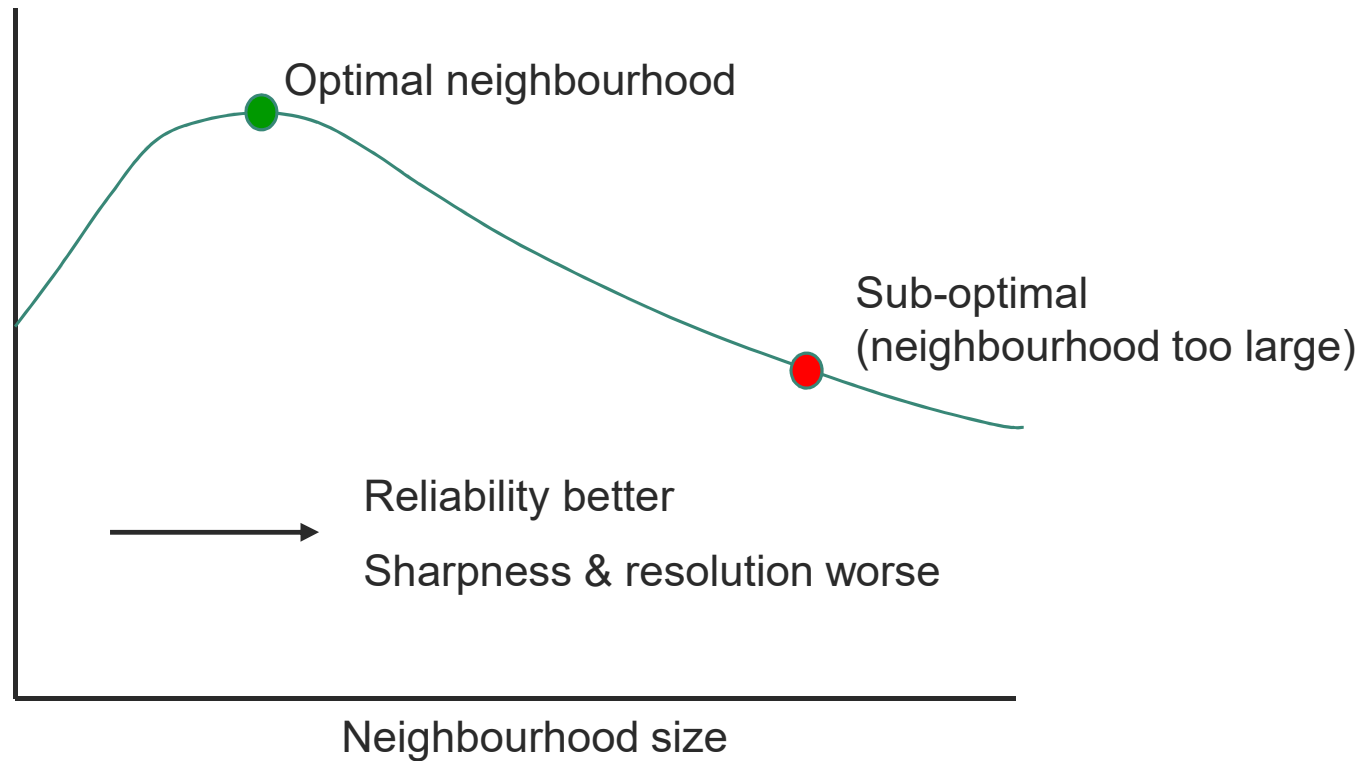 Optimal neighbourhood
Sub-optimal
(neighbourhood too large)
Reliability better
Sharpness & resolution worse
Neighbourhood size